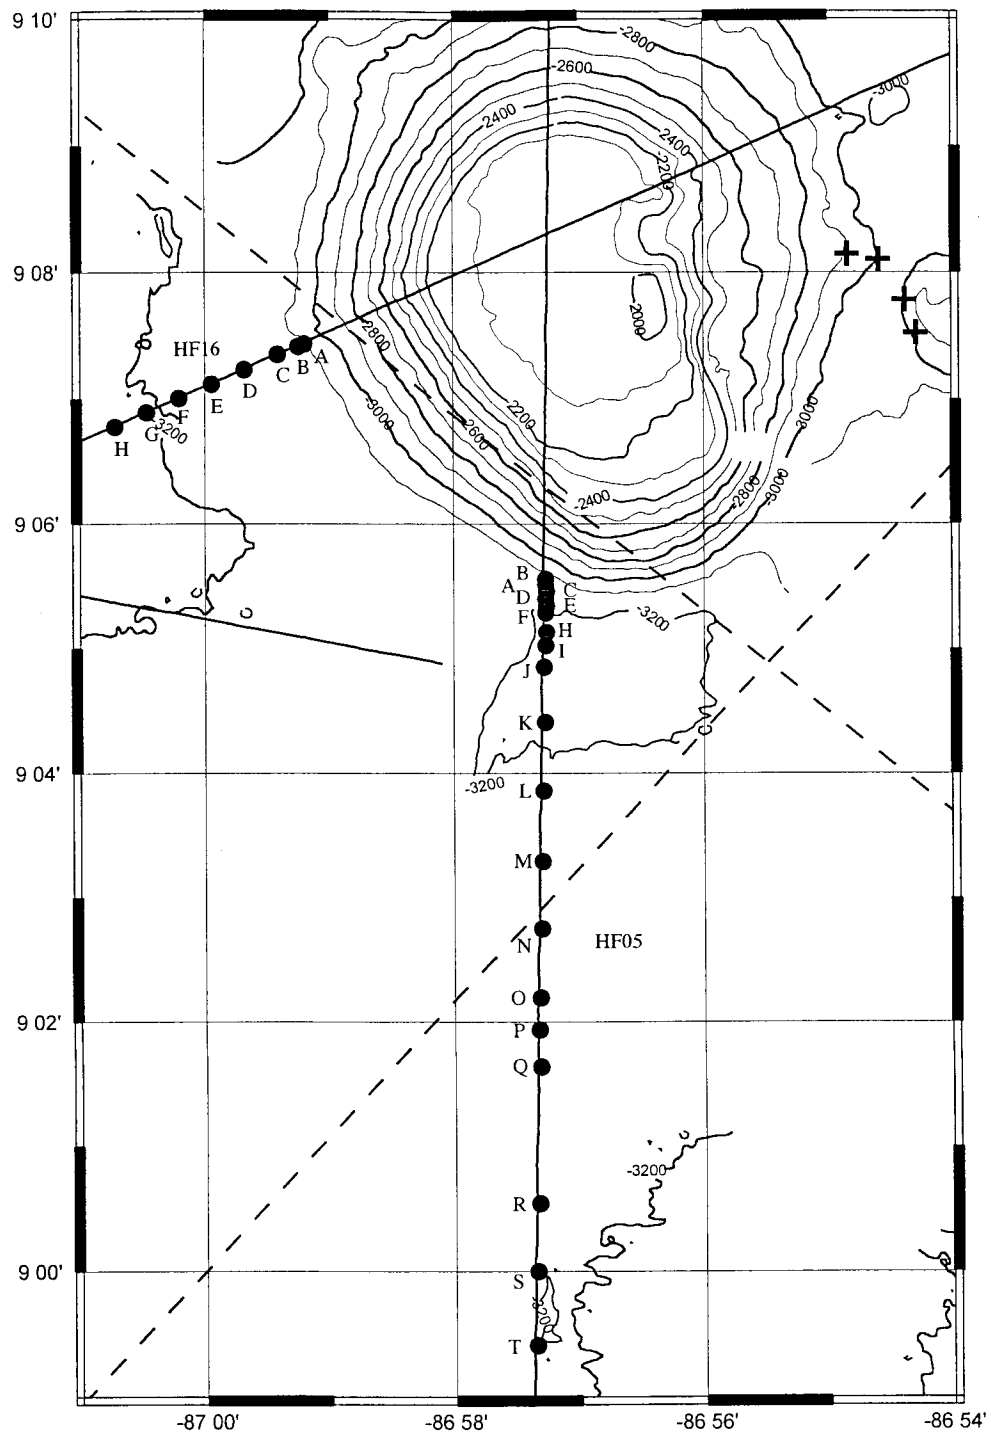 9 10'
-2800
-2600
-3000
2400
-2400
-2200
9 08'
2000
HF16
-2800
A
B
C
D
E
F
G
H
-3200
-3000
2200
3000
2600
-2400
-2800
-3000
9 06'
B
A
C
D
E
F
-3200
H
I
J
K
9 04'
-3200
L
M
HF05
N
O
9 02'
P
Q
-3200
R
9 00'
S
3200
T
-87 00'
-86 58'
-86 56'
-86 54'